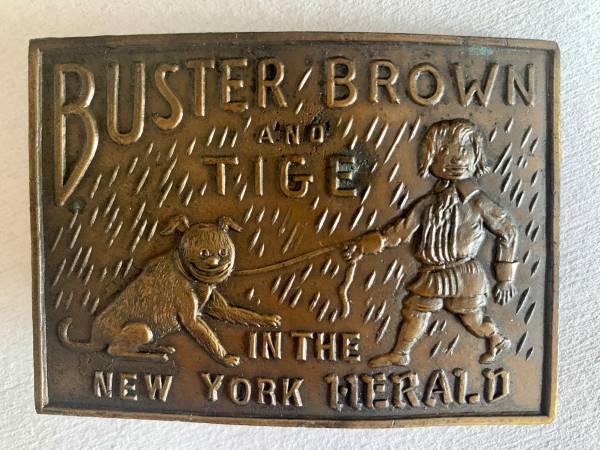 BUSTER BROWN
AND
TIGE
IN THE
NEW YORK HERALD